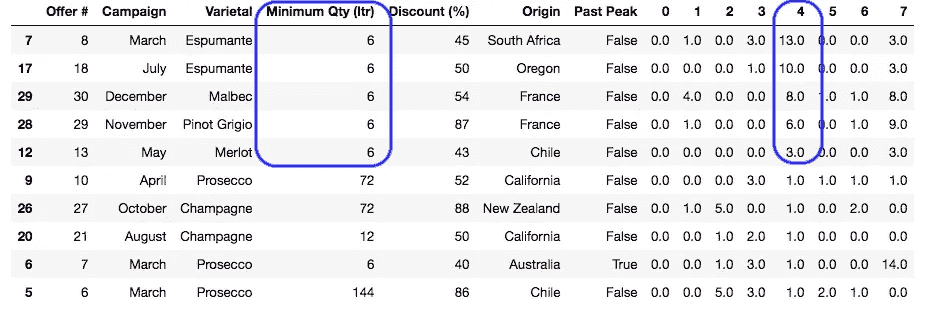 Offer # Campaign Varietal Minimum Qty (ltr) Discount (%) Origin Past Peak 0 1 2 3 4 5 6 7
7 8 March Espumante 6 45 South Africa False 0.0 1.0 0.0 3.0 13.0 0.0 0.0 3.0
17 18 July Espumante 6 50 Oregon False 0.0 0.0 0.0 1.0 10.0 0.0 0.0 3.0
29 30 December Malbec 6 54 France False 0.0 4.0 0.0 0.0 8.0 1.0 1.0 8.0
28 29 November Pinot Grigio 6 87 France False 0.0 1.0 0.0 0.0 6.0 0.0 1.0 9.0
12 13 May Merlot 6 43 Chile False 0.0 0.0 0.0 0.0 3.0 0.0 0.0 3.0
9 10 April Prosecco 72 52 California False 0.0 0.0 0.0 3.0 1.0 1.0 1.0 1.0
26 27 October Champagne 72 88 New Zealand False 0.0 1.0 5.0 0.0 1.0 0.0 2.0 0.0
20 21 August Champagne 12 50 California False 0.0 0.0 1.0 2.0 1.0 0.0 0.0 0.0
6 7 March Prosecco 6 40 Australia True 0.0 0.0 1.0 3.0 1.0 0.0 0.0 14.0
5 6 March Prosecco 144 86 Chile False 0.0 0.0 5.0 3.0 1.0 2.0 1.0 0.0